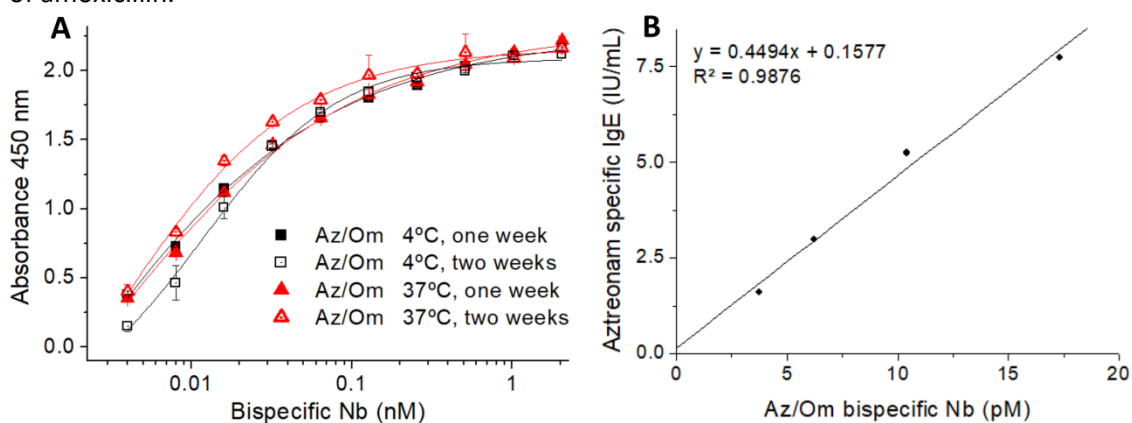 of amoxicillin.
A
2.0
1.5
1.0
0.5
0.0
Absorbance 450 nm
Az/Om 4ºC, one week
Az/Om 4ºC, two weeks
Az/Om 37ºC, one week
Az/Om 37ºC, two weeks
0.01 0.1 1
Bispecific Nb (nM)
B
y = 0.4494x + 0.1577
R² = 0.9876
7.5
5.0
2.5
0.0
Aztreonam specific IgE (IU/mL)
0 5 10 15 20
Az/Om bispecific Nb (pM)